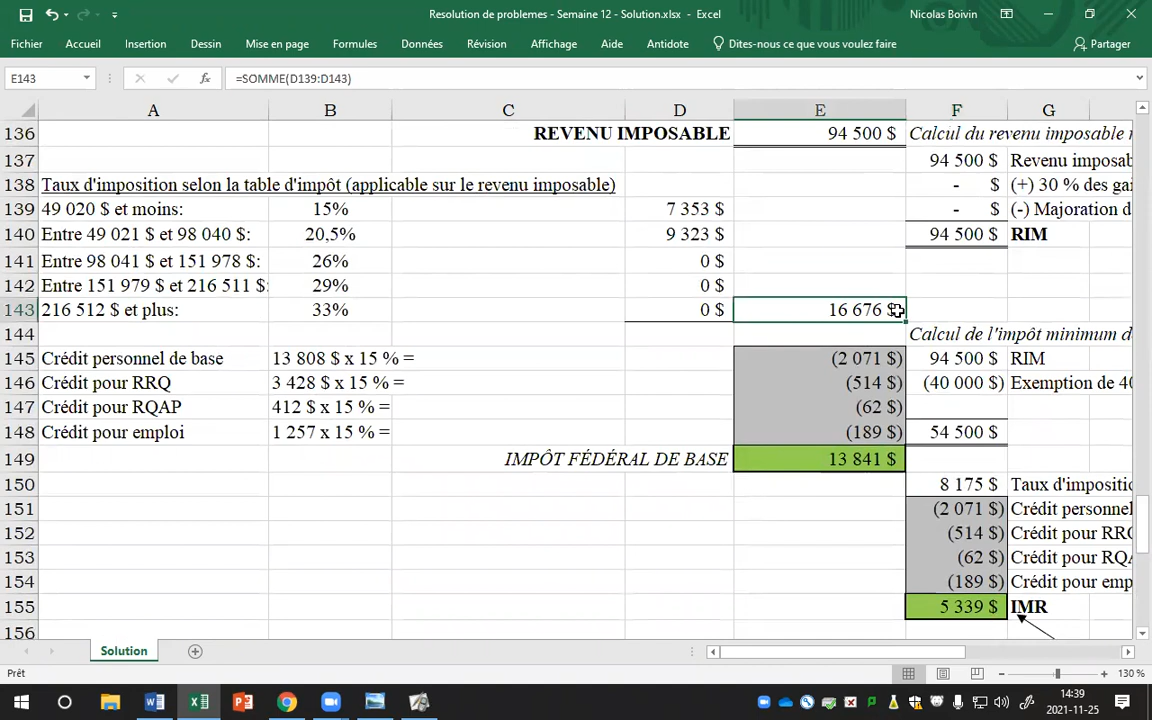 Resolution de problemes - Semaine 12 - Solution.xlsx - Excel
Nicolas Boivin
Fichier Accueil Insertion Dessin Mise en page Formules Données Révision Affichage Aide Antidote Dites-nous ce que vous voulez faire Partager
E143 fx =SOMME(D139:D143)
A B C D E F G
136 REVENU IMPOSABLE 94 500 $ Calcul du revenu imposable
137 94 500 $ Revenu imposab
138 Taux d'imposition selon la table d'impôt (applicable sur le revenu imposable) - $ (+) 30 % des gai
139 49 020 $ et moins: 15% 7 353 $ - $ (-) Majoration d
140 Entre 49 021 $ et 98 040 $: 20,5% 9 323 $ 94 500 $ RIM
141 Entre 98 041 $ et 151 978 $: 26% 0 $
142 Entre 151 979 $ et 216 511 $: 29% 0 $
143 216 512 $ et plus: 33% 0 $ 16 676 $
144 Calcul de l'impôt minimum d
145 Crédit personnel de base 13 808 $ x 15 % = (2 071 $) 94 500 $ RIM
146 Crédit pour RRQ 3 428 $ x 15 % = (514 $) (40 000 $) Exemption de 40
147 Crédit pour RQAP 412 $ x 15 % = (62 $)
148 Crédit pour emploi 1 257 x 15 % = (189 $) 54 500 $
149 IMPÔT FÉDÉRAL DE BASE 13 841 $
150 8 175 $ Taux d'impositio
151 (2 071 $) Crédit personnel
152 (514 $) Crédit pour RRQ
153 (62 $) Crédit pour RQA
154 (189 $) Crédit pour emp
155 5 339 $ IMR
156
Solution
Prêt
130 %
14:39
2021-11-25